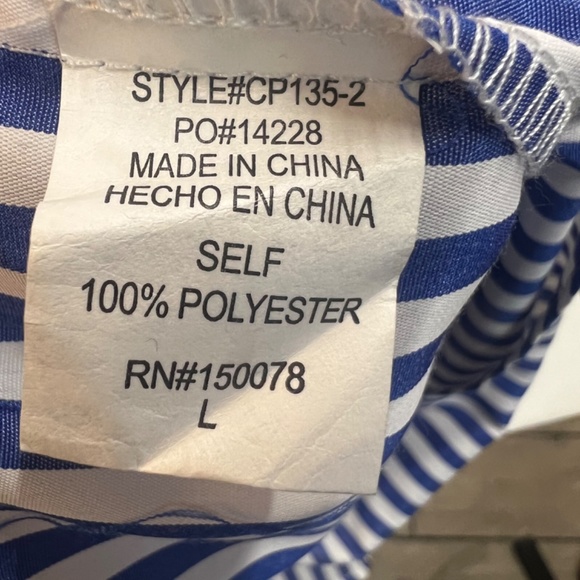 STYLE#CP135-2
PO#14228
MADE IN CHINA
HECHO EN CHINA
SELF
100% POLYESTER
RN#150078
L